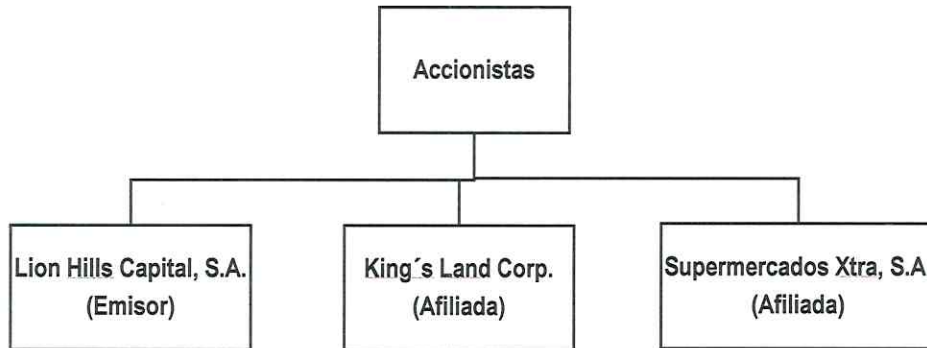 Accionistas
Lion Hills Capital, S.A.
(Emisor)
King´s Land Corp.
(Afiliada)
Supermercados Xtra, S.A
(Afiliada)